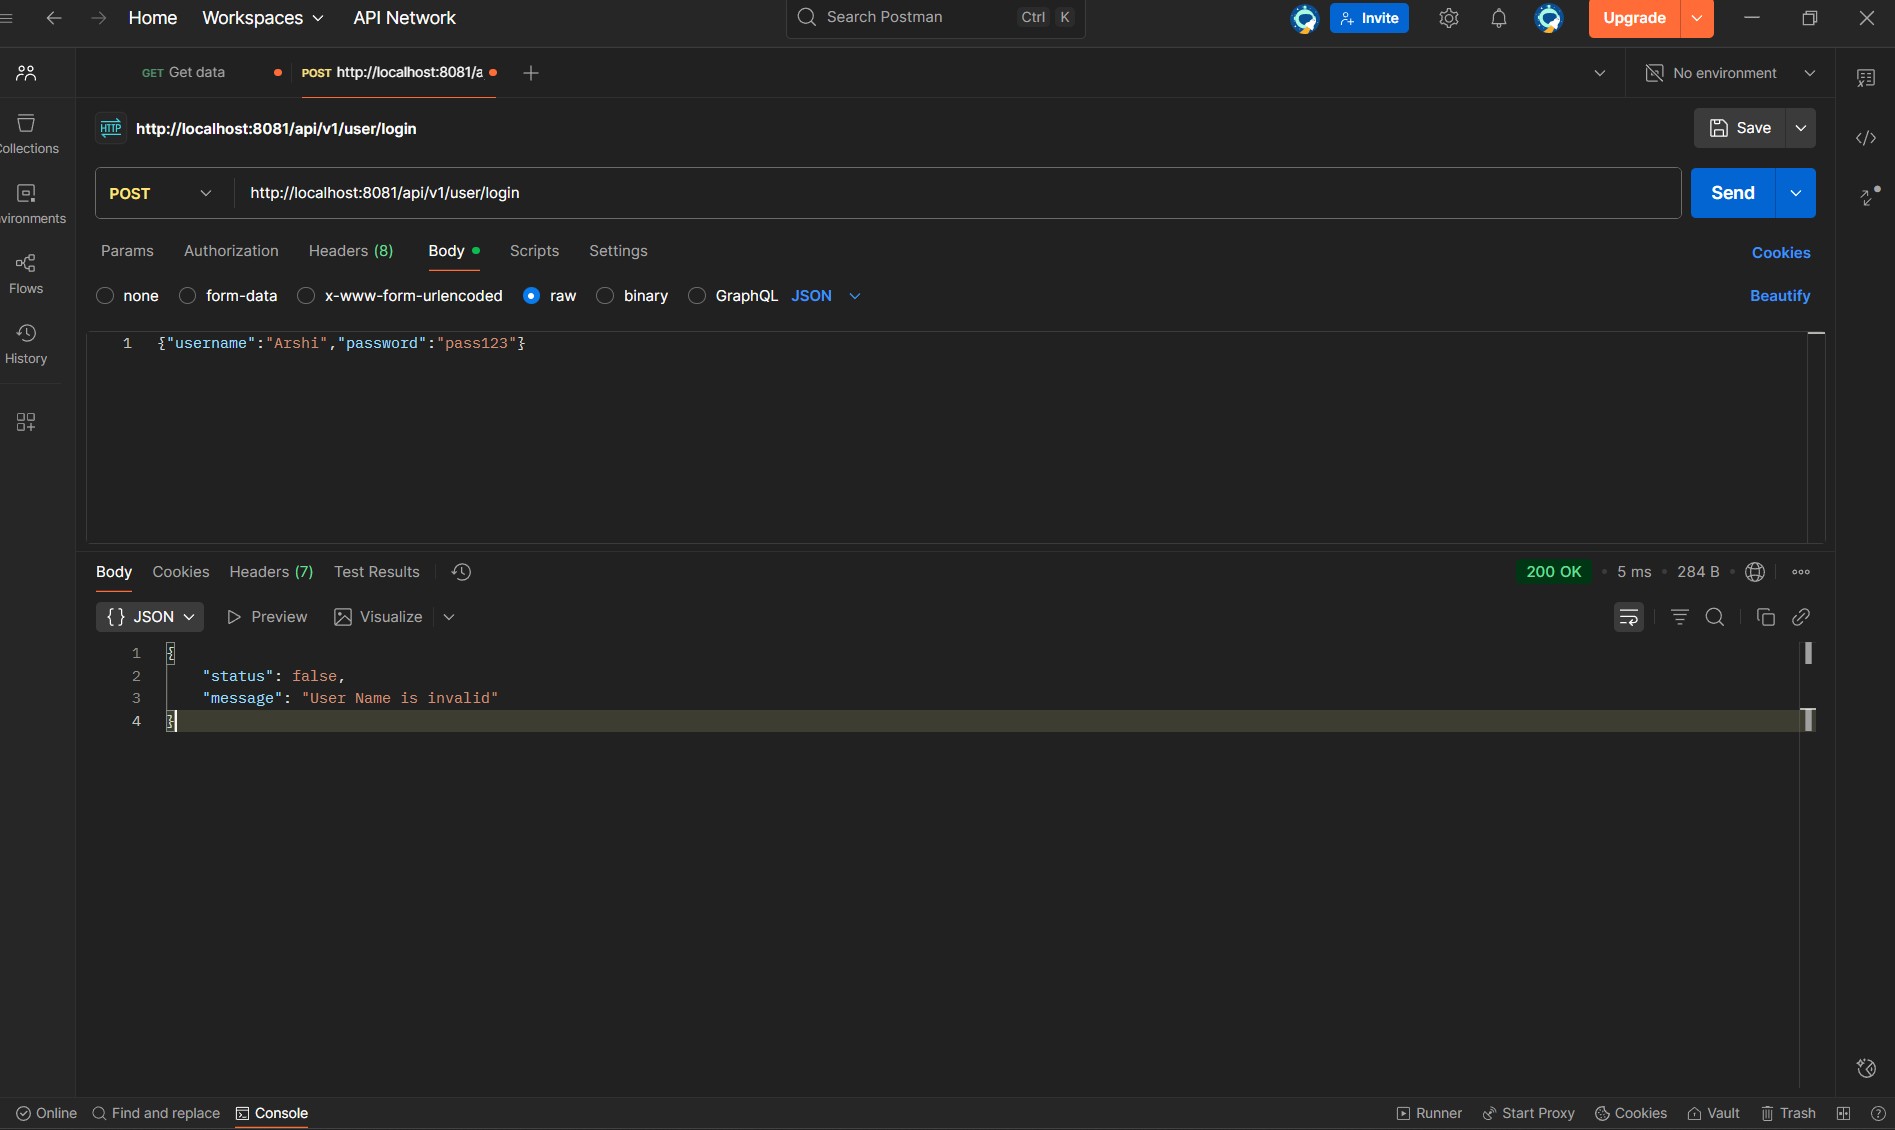 Home Workspaces API Network Search Postman Ctrl K Invite Upgrade
GET Get data POST http://localhost:8081/a No environment
HTTP http://localhost:8081/api/v1/user/login Save
POST http://localhost:8081/api/v1/user/login Send
Params Authorization Headers (8) Body Scripts Settings Cookies
none form-data x-www-form-urlencoded raw binary GraphQL JSON Beautify
1 {"username":"Arshi","password":"pass123"}
ollections
vironments
Flows
History
Body Cookies Headers (7) Test Results 200 OK • 5 ms • 284 B •
{} JSON Preview Visualize
1 {
2 "status": false,
3 "message": "User Name is invalid"
4 }
Online Find and replace Console Runner Start Proxy Cookies Vault Trash